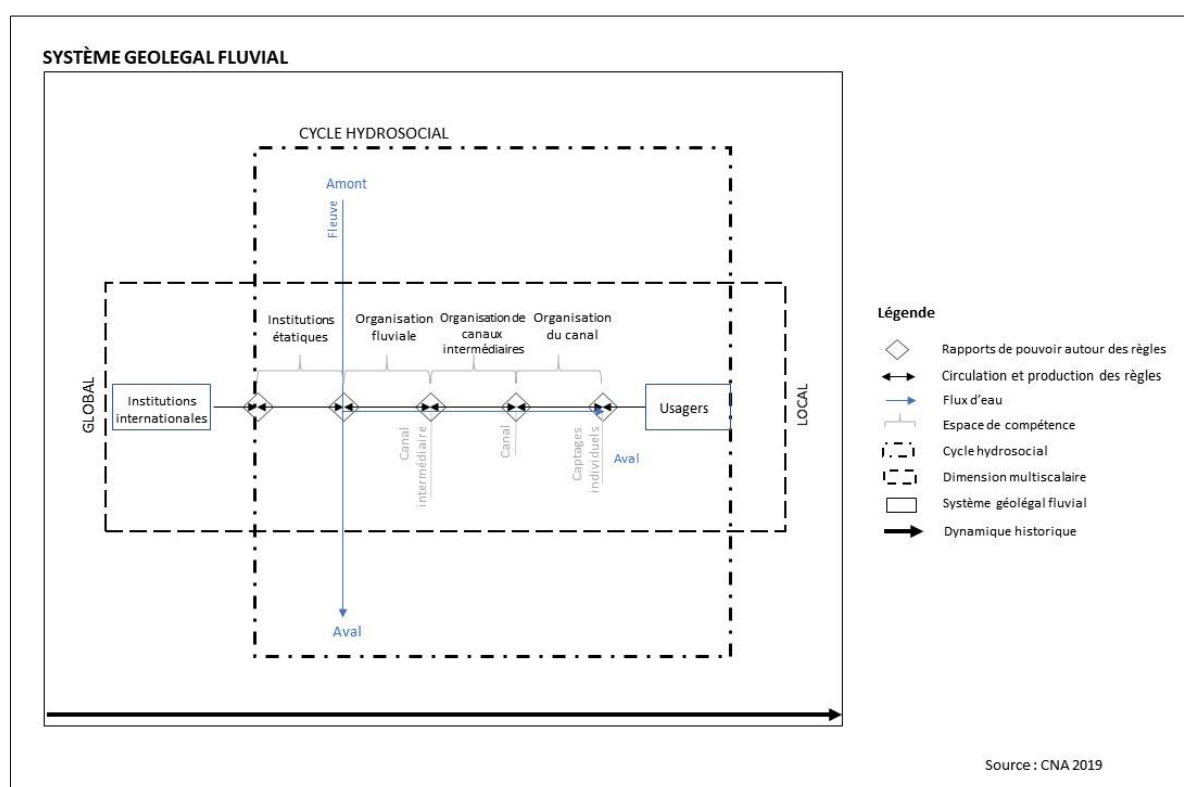 SYSTÈME GEOLEGAL FLUVIAL
CYCLE HYDROSOCIAL
Amont
Fleuve
Institutions
étatiques
Organisation
fluviale
Organisation de
canaux
intermédiaires
Organisation
du canal
GLOBAL
Institutions
internationales
Usagers
LOCAL
Canal
intermédiaire
Canal
Captages
individuels
Aval
Aval
Légende
Rapports de pouvoir autour des règles
Circulation et production des règles
Flux d'eau
Espace de compétence
Cycle hydrosocial
Dimension multiscalaire
Système géolégal fluvial
Dynamique historique
Source : CNA 2019